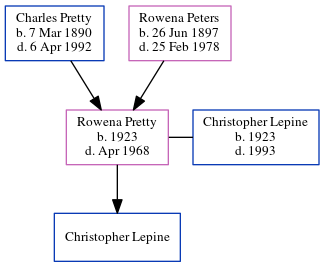 Charles Pretty
b. 7 Mar 1890
d. 6 Apr 1992
Rowena Peters
b. 26 Jun 1897
d. 25 Feb 1978
Rowena Pretty
b. 1923
d. Apr 1968
Christopher Lepine
b. 1923
d. 1993
Christopher Lepine